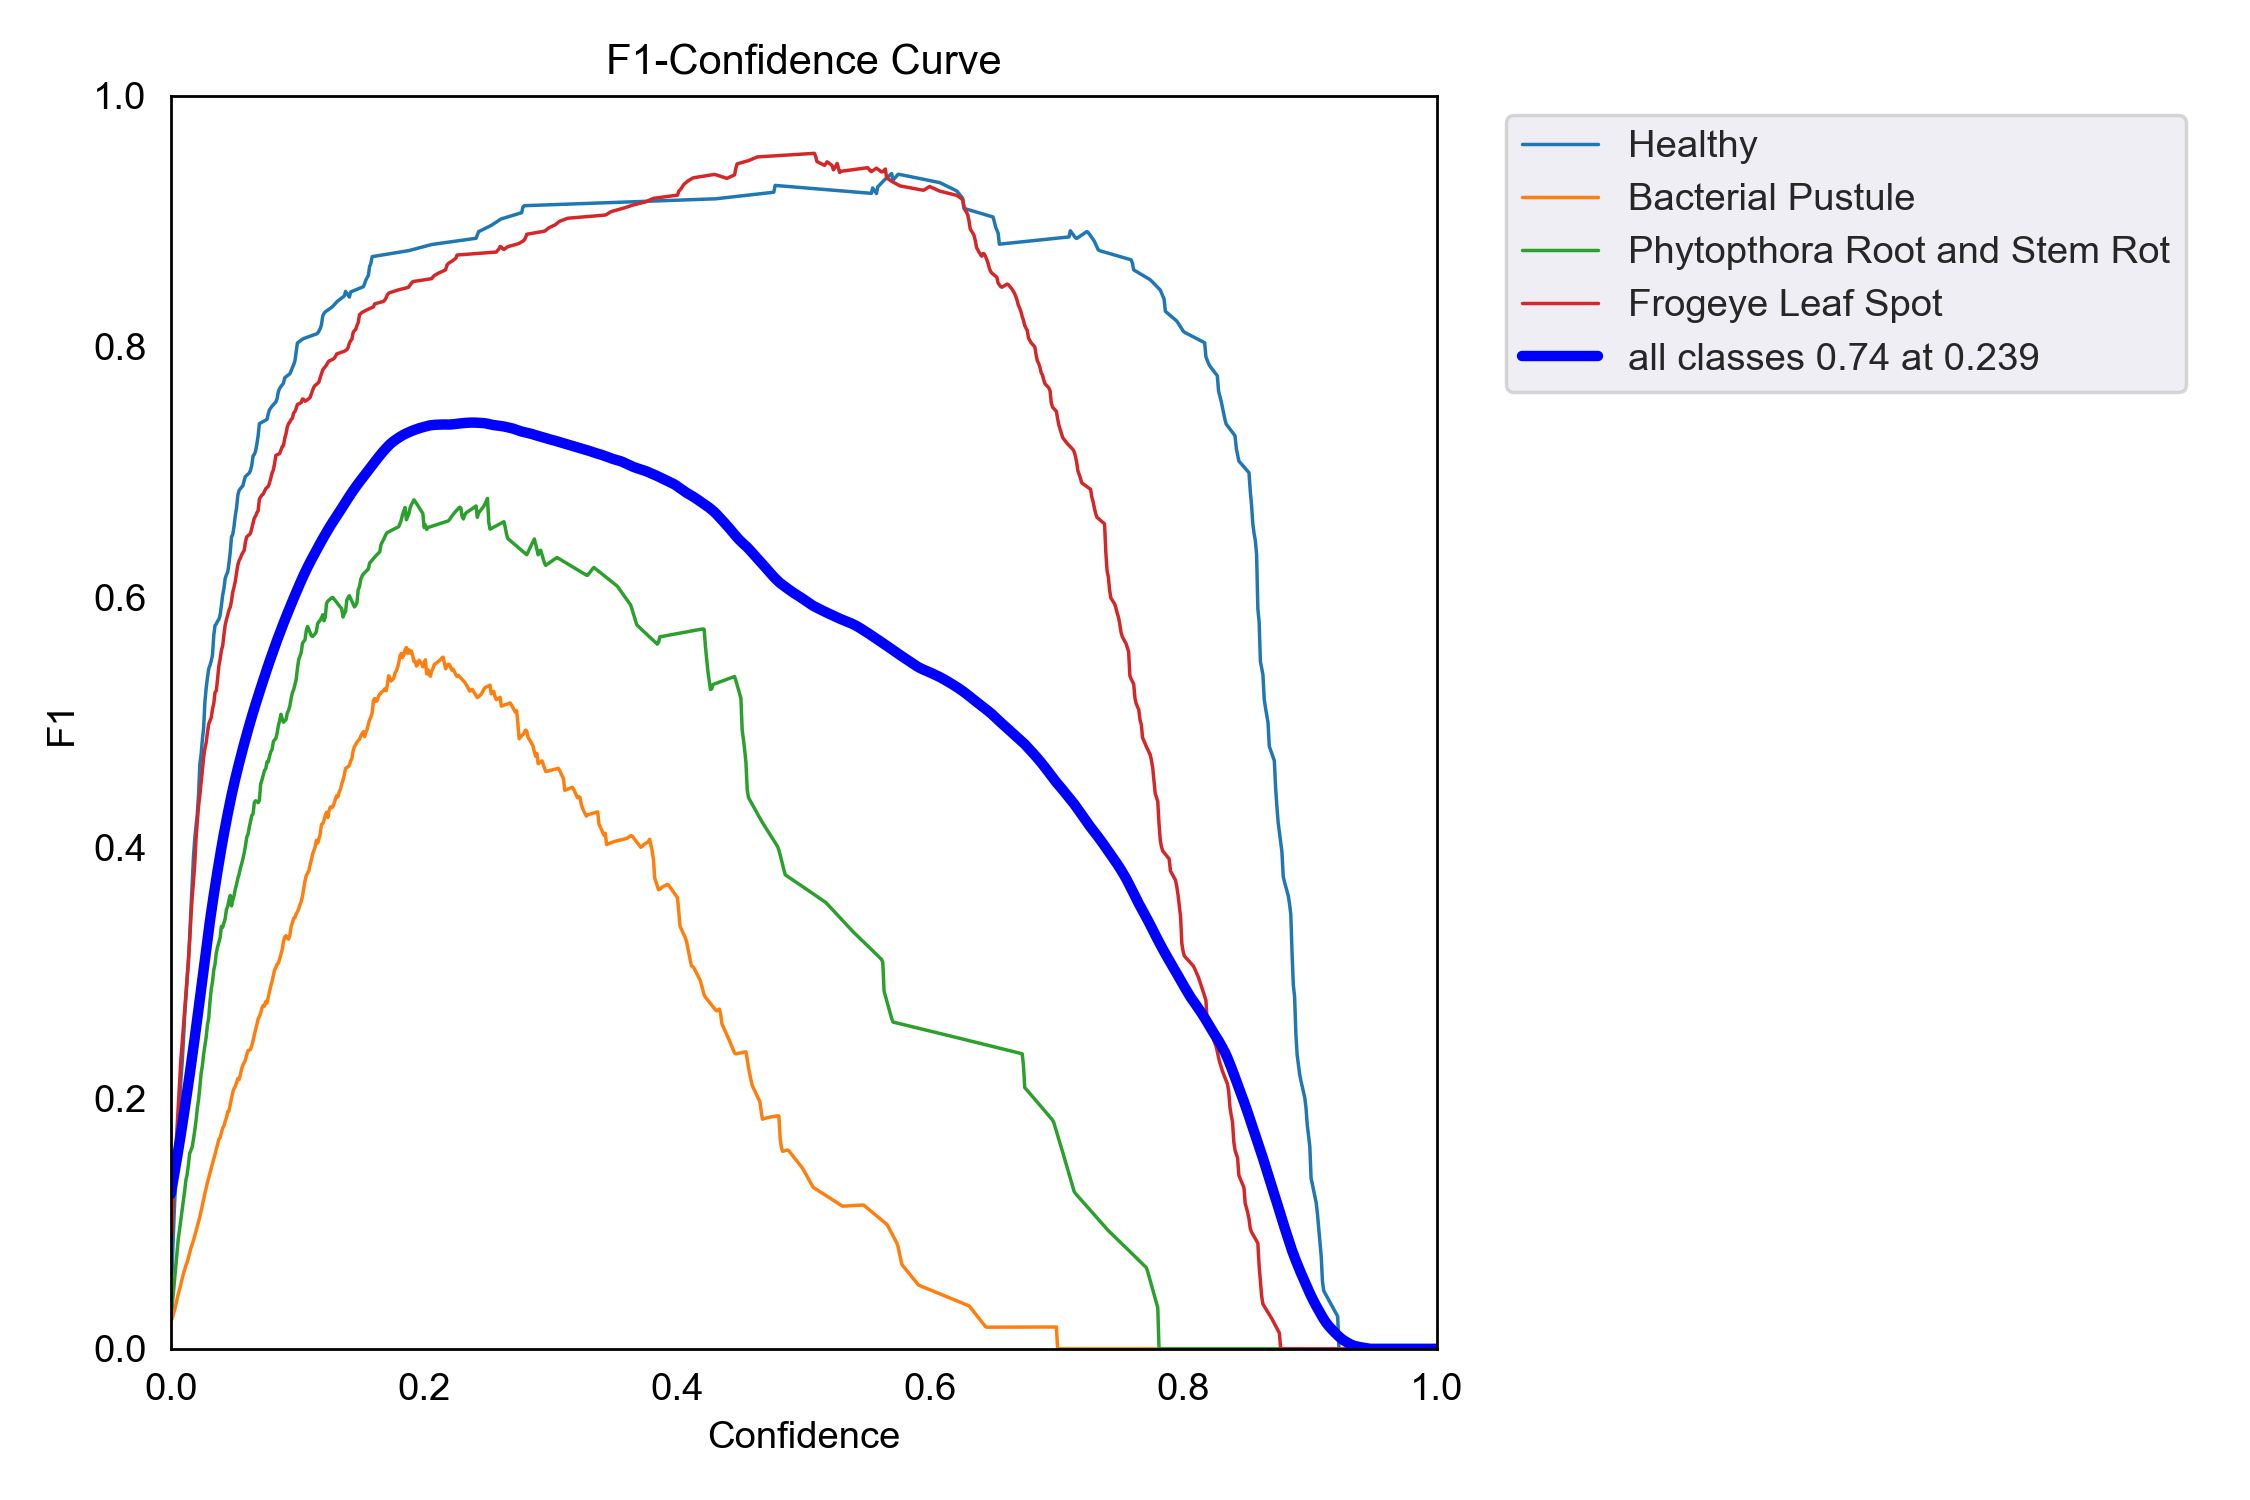 F1-Confidence Curve
1.0
0.8
0.6
0.4
0.2
0.0
F1
0.0 0.2 0.4 0.6 0.8 1.0
Confidence
Healthy
Bacterial Pustule
Phytopthora Root and Stem Rot
Frogeye Leaf Spot
all classes 0.74 at 0.239